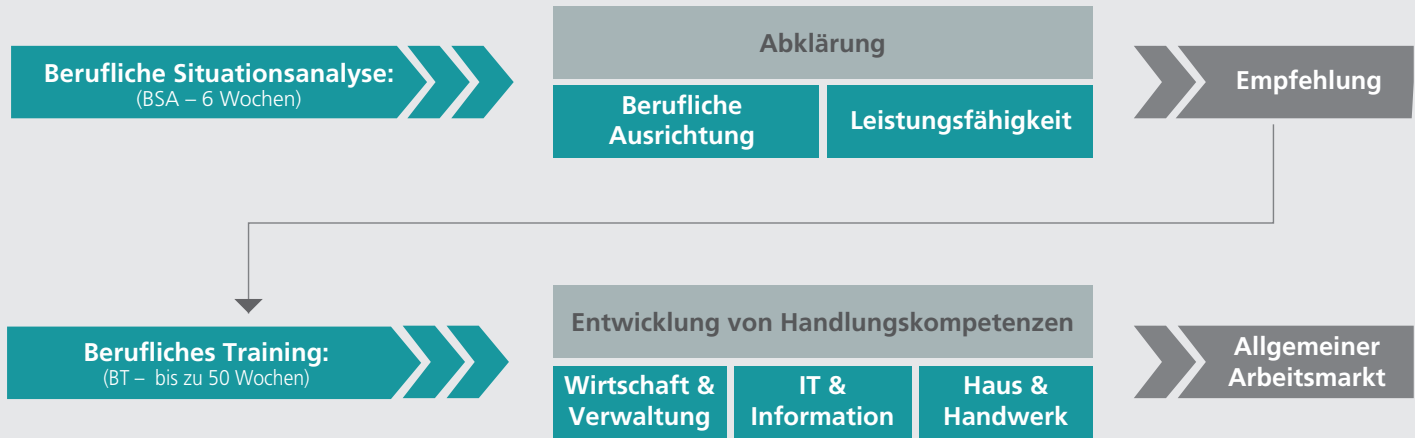 Berufliche Situationsanalyse:
(BSA – 6 Wochen)
Abklärung
Berufliche
Ausrichtung
Leistungsfähigkeit
Empfehlung
Berufliches Training:
(BT – bis zu 50 Wochen)
Entwicklung von Handlungskompetenzen
Wirtschaft &
Verwaltung
IT &
Information
Haus &
Handwerk
Allgemeiner
Arbeitsmarkt